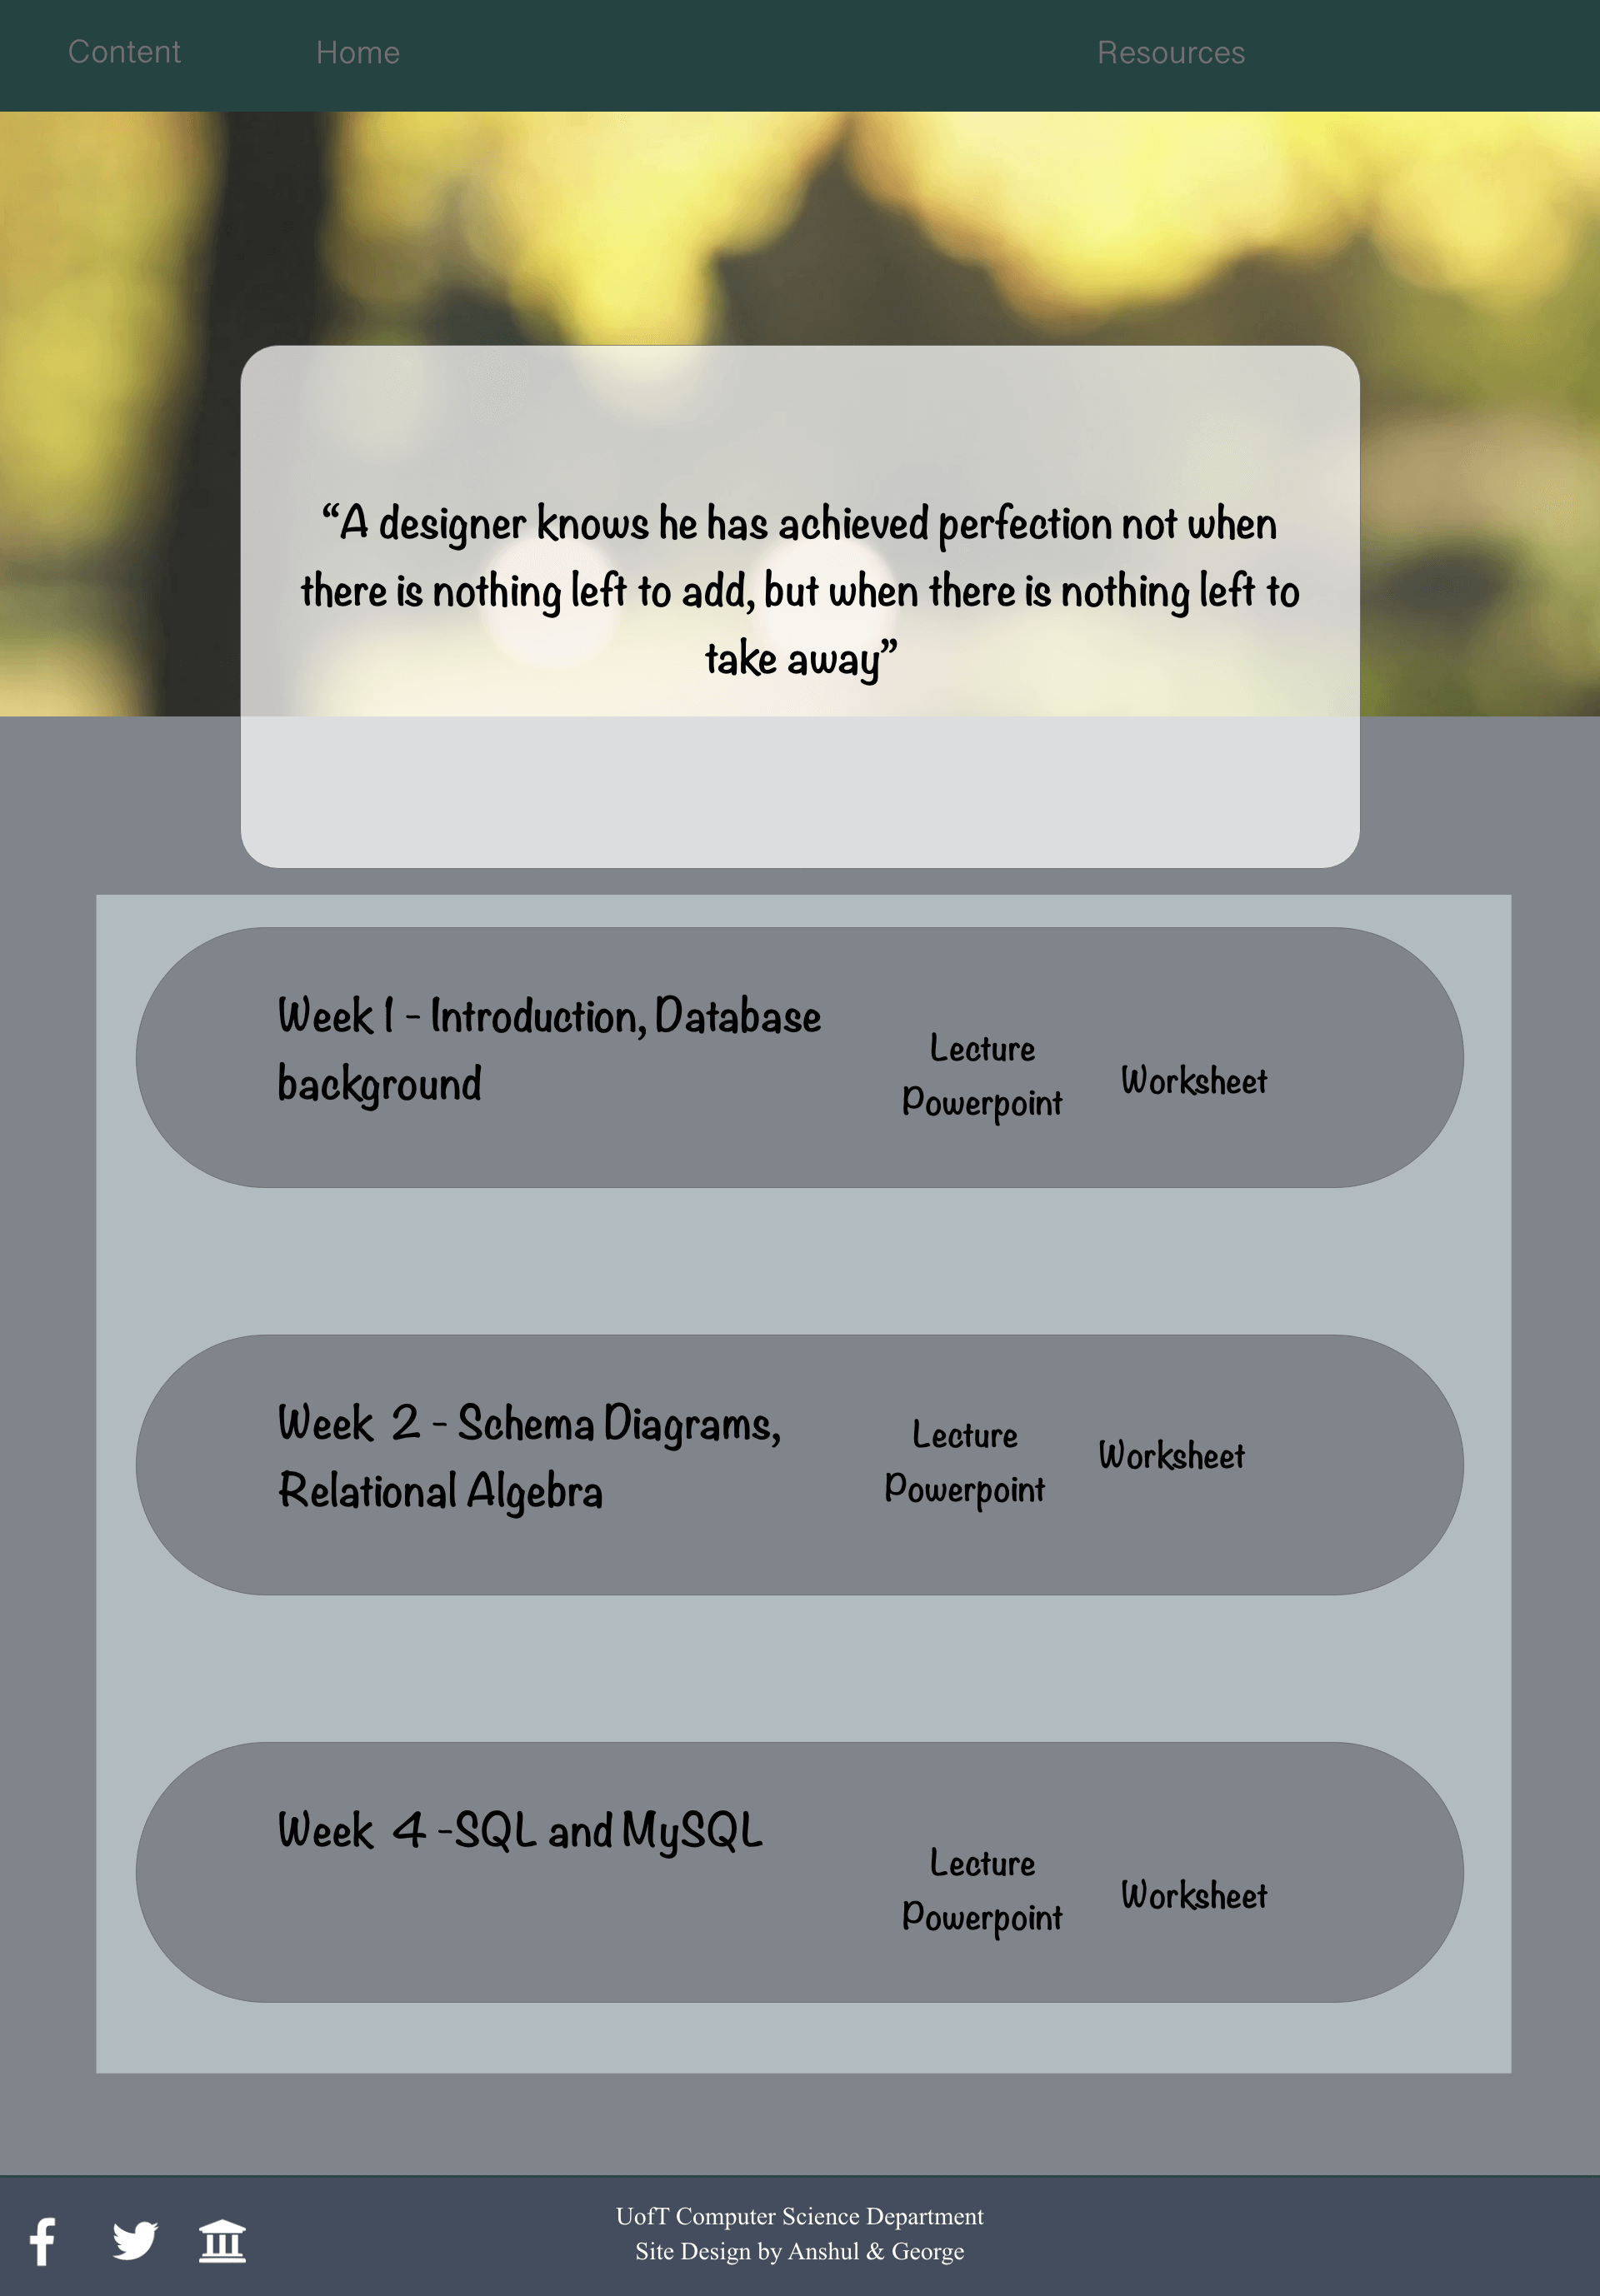 Content Home Resources
“A designer knows he has achieved perfection not when
there is nothing left to add, but when there is nothing left to
take away”
Week 1 - Introduction, Database
background
Lecture
Powerpoint
Worksheet
Week  2 - Schema Diagrams,
Relational Algebra
Lecture
Powerpoint
Worksheet
Week  4 -SQL and MySQL
Lecture
Powerpoint
Worksheet
UofT Computer Science Department
Site Design by Anshul & George